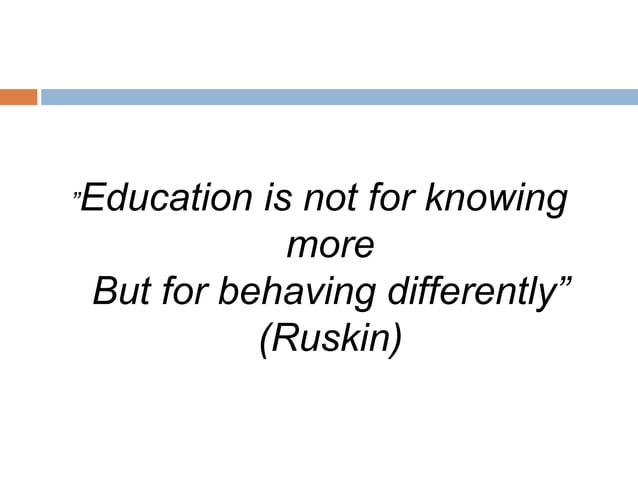 ”Education is not for knowing
more
But for behaving differently”
(Ruskin)